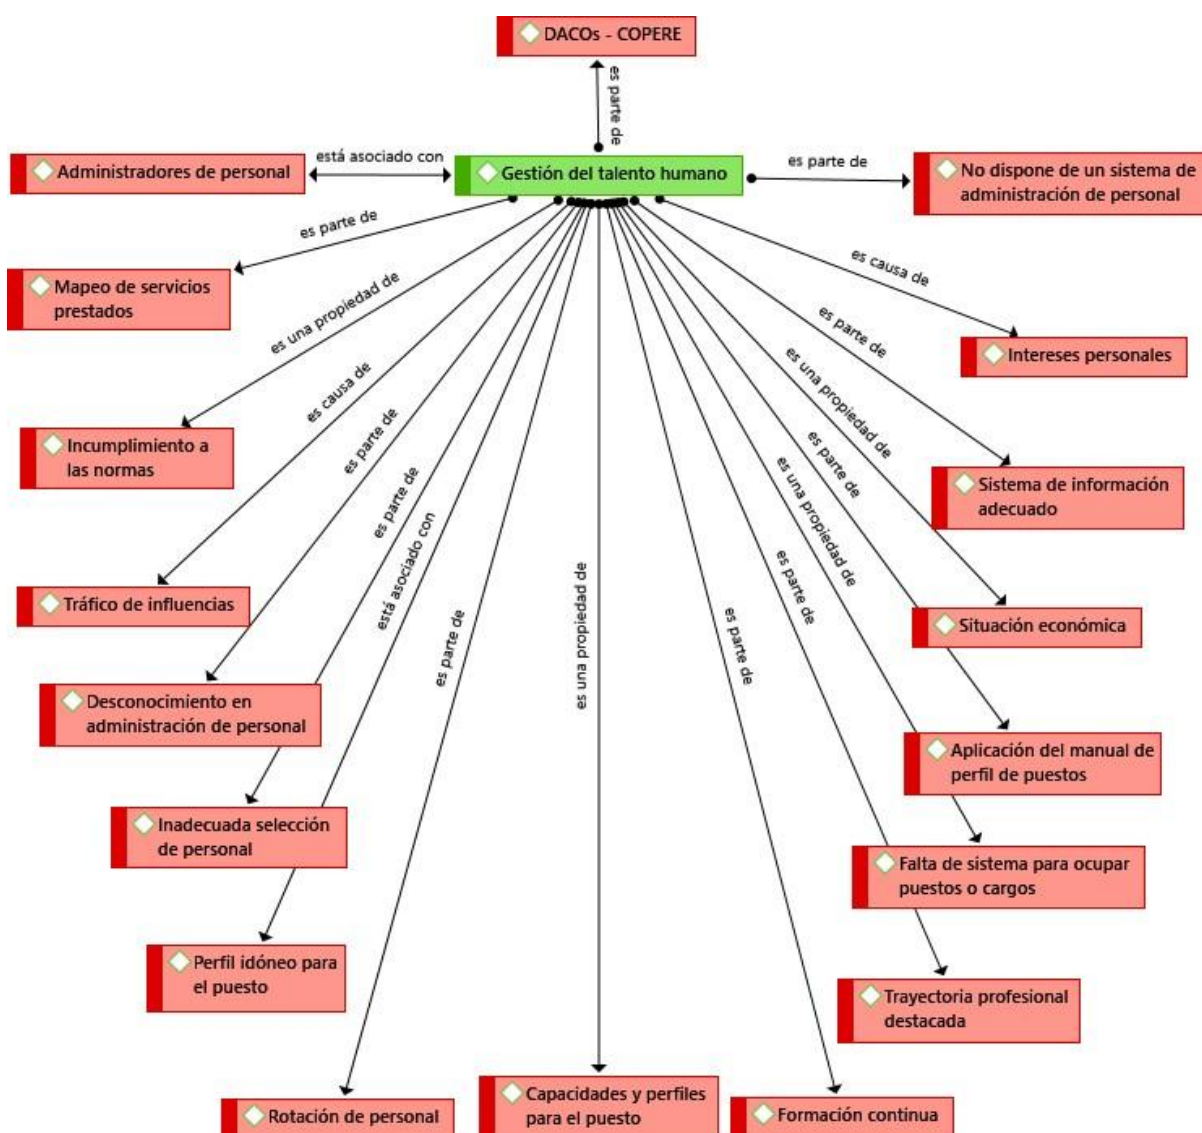 DACOs - COPERE
es parte de
Administradores de personal
está asociado con
Gestión del talento humano
es parte de
No dispone de un sistema de
administración de personal
es parte de
Mapeo de servicios
prestados
es una propiedad de
Incumplimiento a
las normas
es causa de
Tráfico de influencias
es parte de
Desconocimiento en
administración de personal
es parte de
Inadecuada selección
de personal
está asociado con
Perfil idóneo para
el puesto
es parte de
Rotación de personal
es una propiedad de
Capacidades y perfiles
para el puesto
es parte de
Formación continua
es parte de
Trayectoria profesional
destacada
es una propiedad de
Falta de sistema para ocupar
puestos o cargos
es parte de
Aplicación del manual de
perfil de puestos
es una propiedad de
Situación económica
es parte de
Sistema de información
adecuado
es causa de
Intereses personales